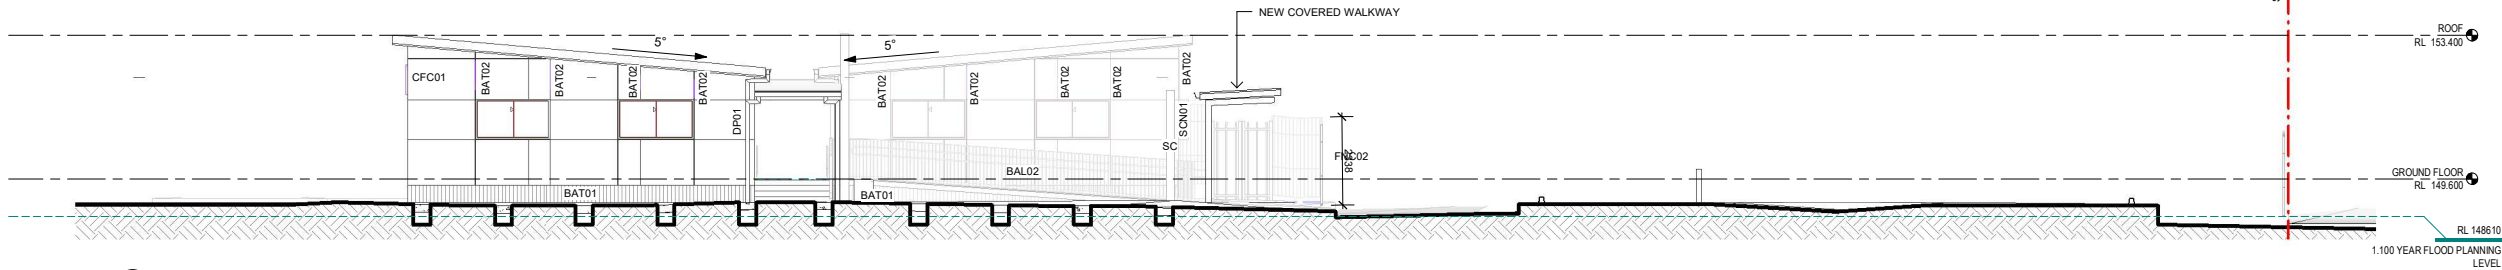 NEW COVERED WALKWAY
ROOF
RL 153.400
5°
5°
CFC01
BAT02
BAT02
BAT02
BAT02
BAT02
BAT02
BAT02
BAT02
BAT02
DP01
SCN01
SC
FNC02
BAL02
BAT01
BAT01
GROUND FLOOR
RL 149.600
RL 148610
1.100 YEAR FLOOD PLANNING
LEVEL